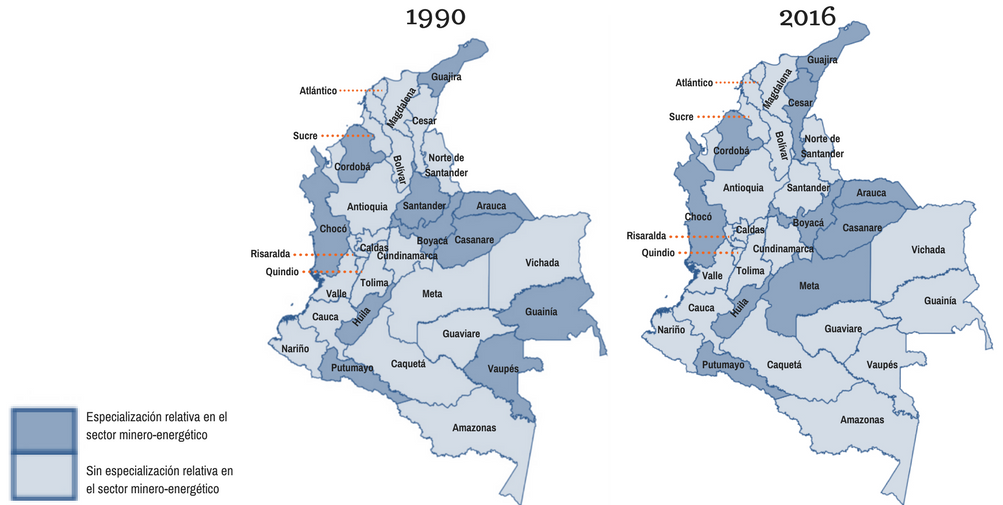 1990
Guajira
Atlántico
Magdalena
Cesar
Sucre
Cordobá
Bolívar
Norte de
Santander
Antioquia
Santander
Arauca
Chocó
Boyacá
Casanare
Caldas
Cundinamarca
Risaralda
Quindio
Vichada
Tolima
Valle
Meta
Guainía
Cauca
Huila
Guaviare
Nariño
Putumayo
Caquetá
Vaupés
Amazonas
2016
Guajira
Atlántico
Magdalena
Cesar
Sucre
Cordobá
Bolívar
Norte de
Santander
Antioquia
Santander
Arauca
Chocó
Boyacá
Casanare
Caldas
Risaralda
Cundinamarca
Quindio
Vichada
Tolima
Valle
Meta
Guainía
Cauca
Huila
Guaviare
Nariño
Putumayo
Caquetá
Vaupés
Amazonas
Especialización relativa en el
sector minero-energético
Sin especialización relativa en
el sector minero-energético